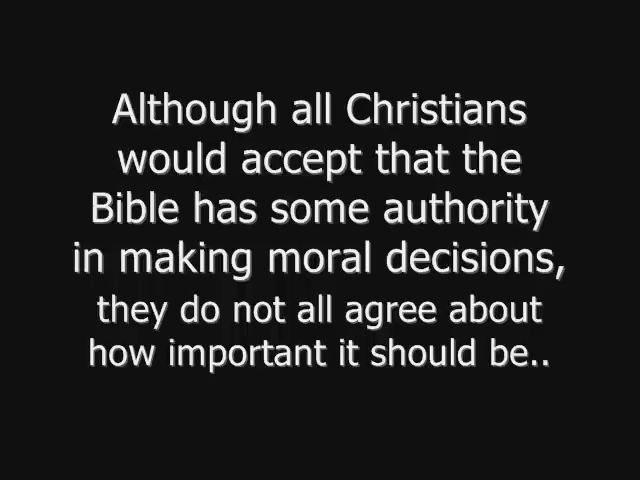 Although all Christians
would accept that the
Bible has some authority
in making moral decisions,
they do not all agree about
how important it should be..